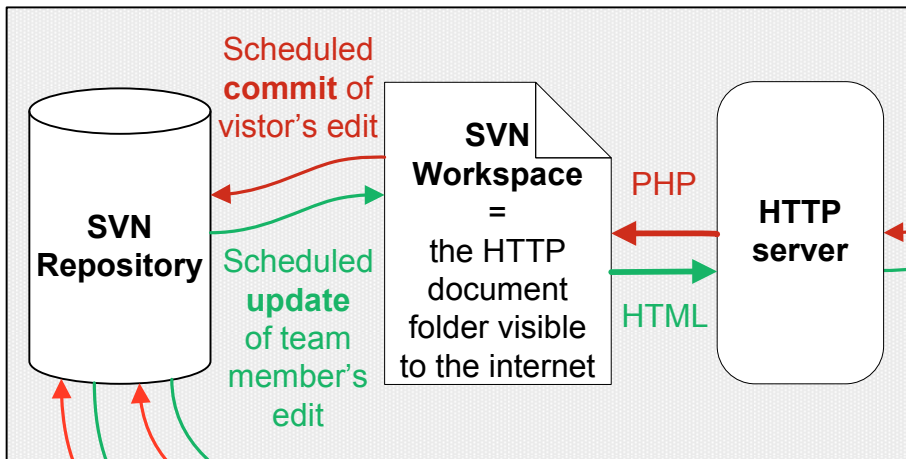 Scheduled
commit of
vistor's edit
SVN
Repository
Scheduled
update
of team
member's
edit
SVN
Workspace
=
the HTTP
document
folder visible
to the internet
PHP
HTML
HTTP
server